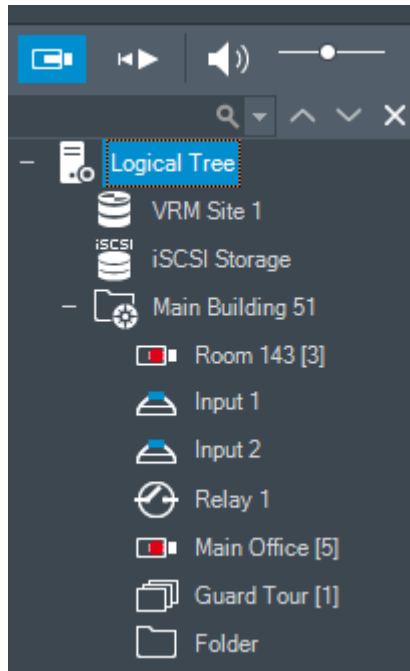 Logical Tree
VRM Site 1
iSCSI
iSCSI Storage
Main Building 51
Room 143 [3]
Input 1
Input 2
Relay 1
Main Office [5]
Guard Tour [1]
Folder